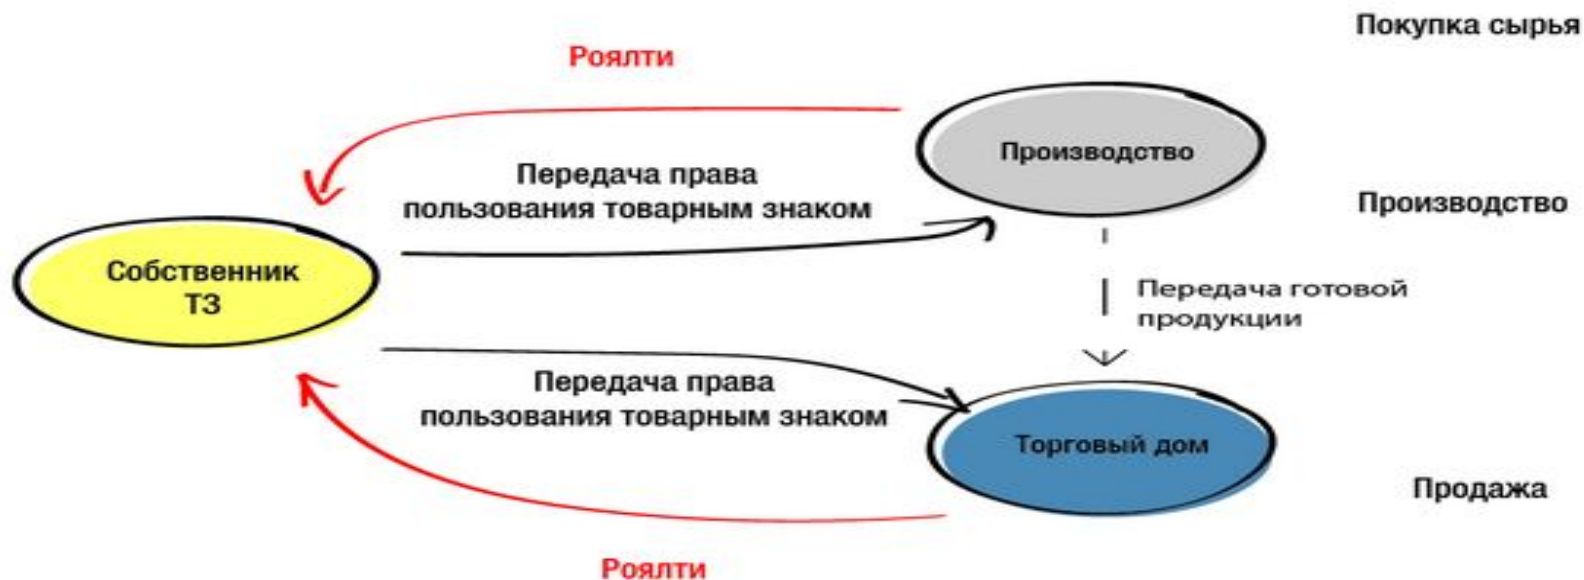 Покупка сырья
Роялти
Производство
Передача права
пользования товарным знаком
Производство
Собственник
ТЗ
Передача готовой
продукции
Передача права
пользования товарным знаком
Торговый дом
Продажа
Роялти